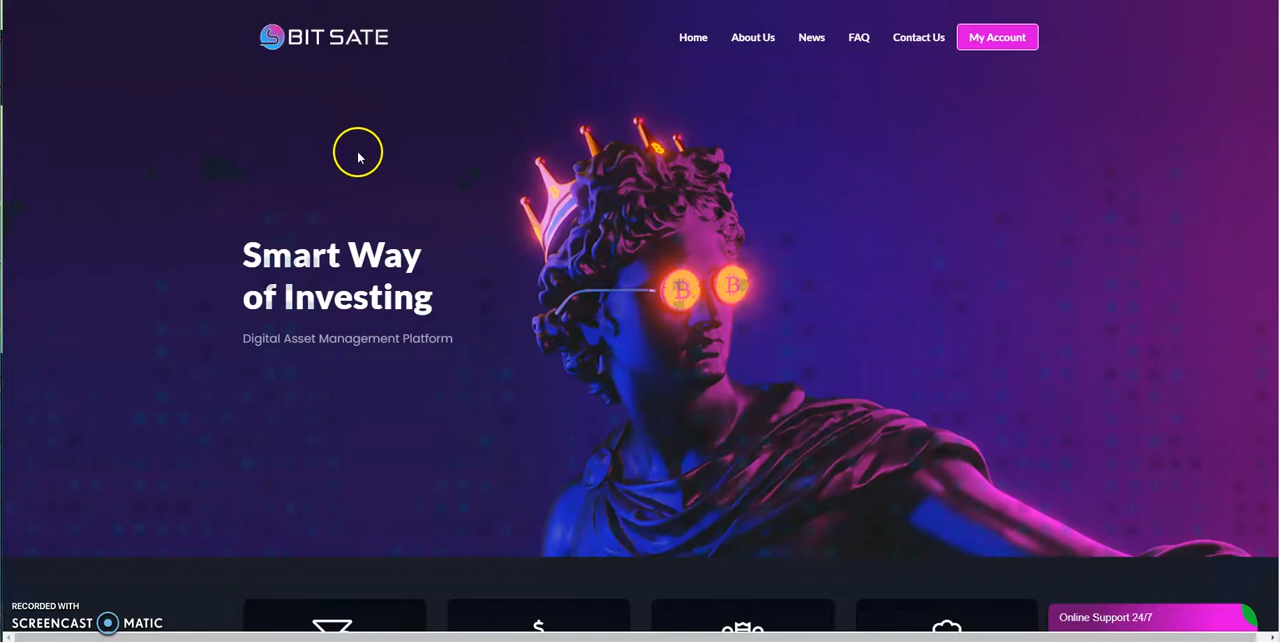 BIT SATE
Home About Us News FAQ Contact Us My Account
Smart Way
of Investing
Digital Asset Management Platform
RECORDED WITH
SCREENCAST MATIC
Online Support 24/7